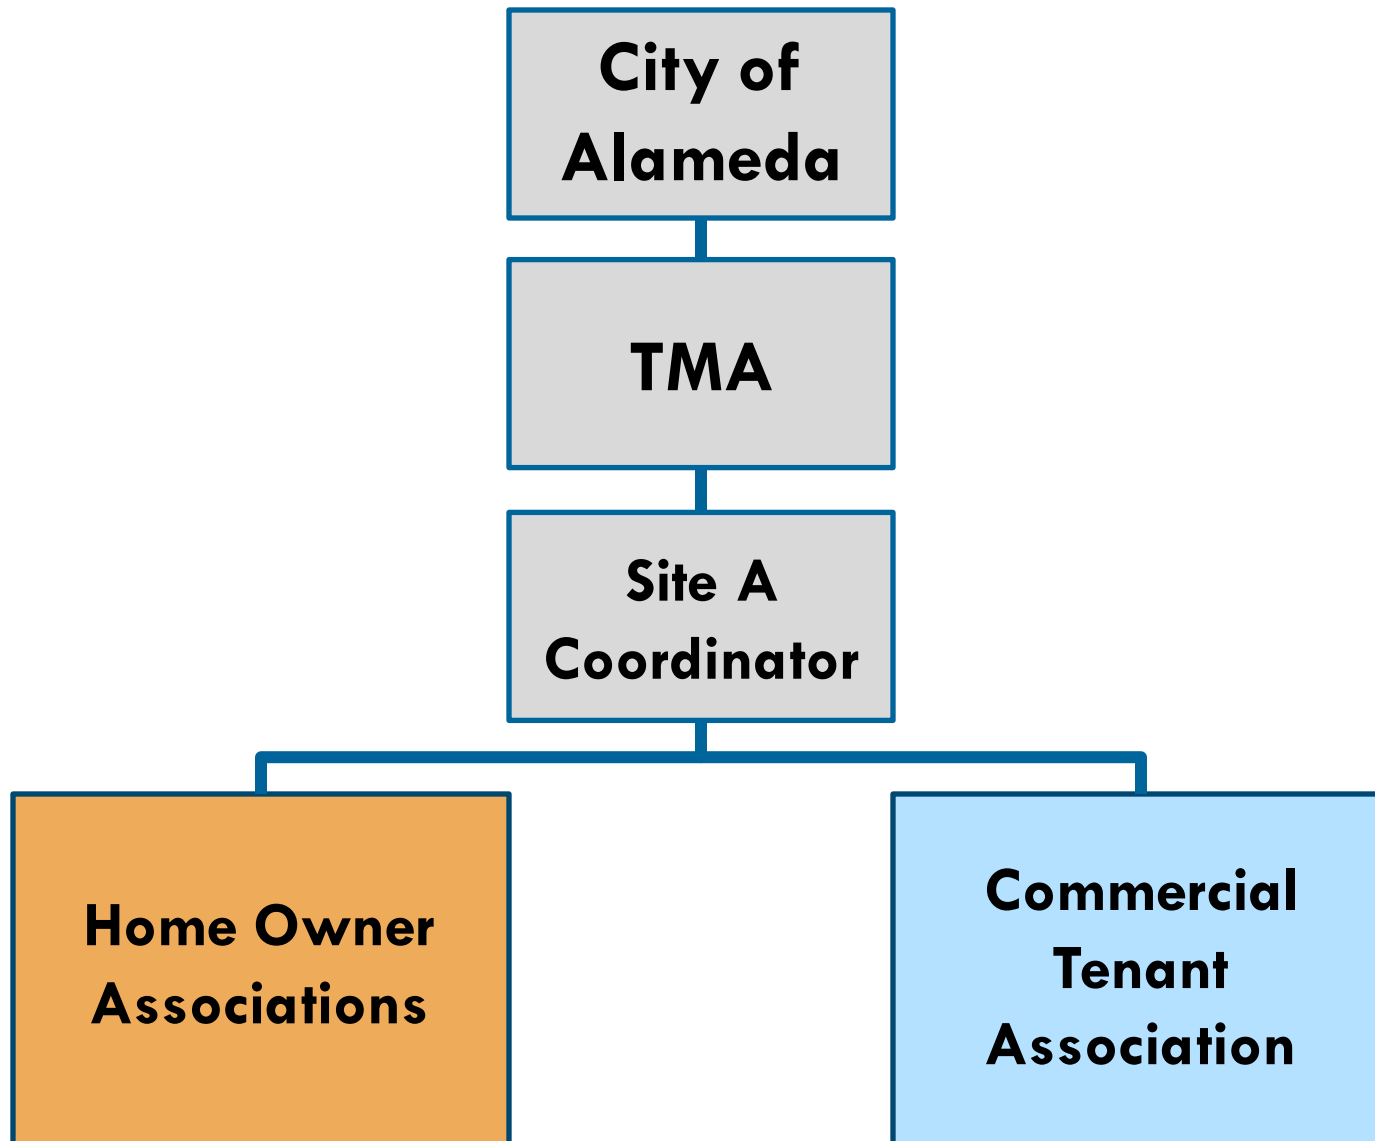 City of
Alameda
TMA
Site A
Coordinator
Home Owner
Associations
Commercial
Tenant
Association